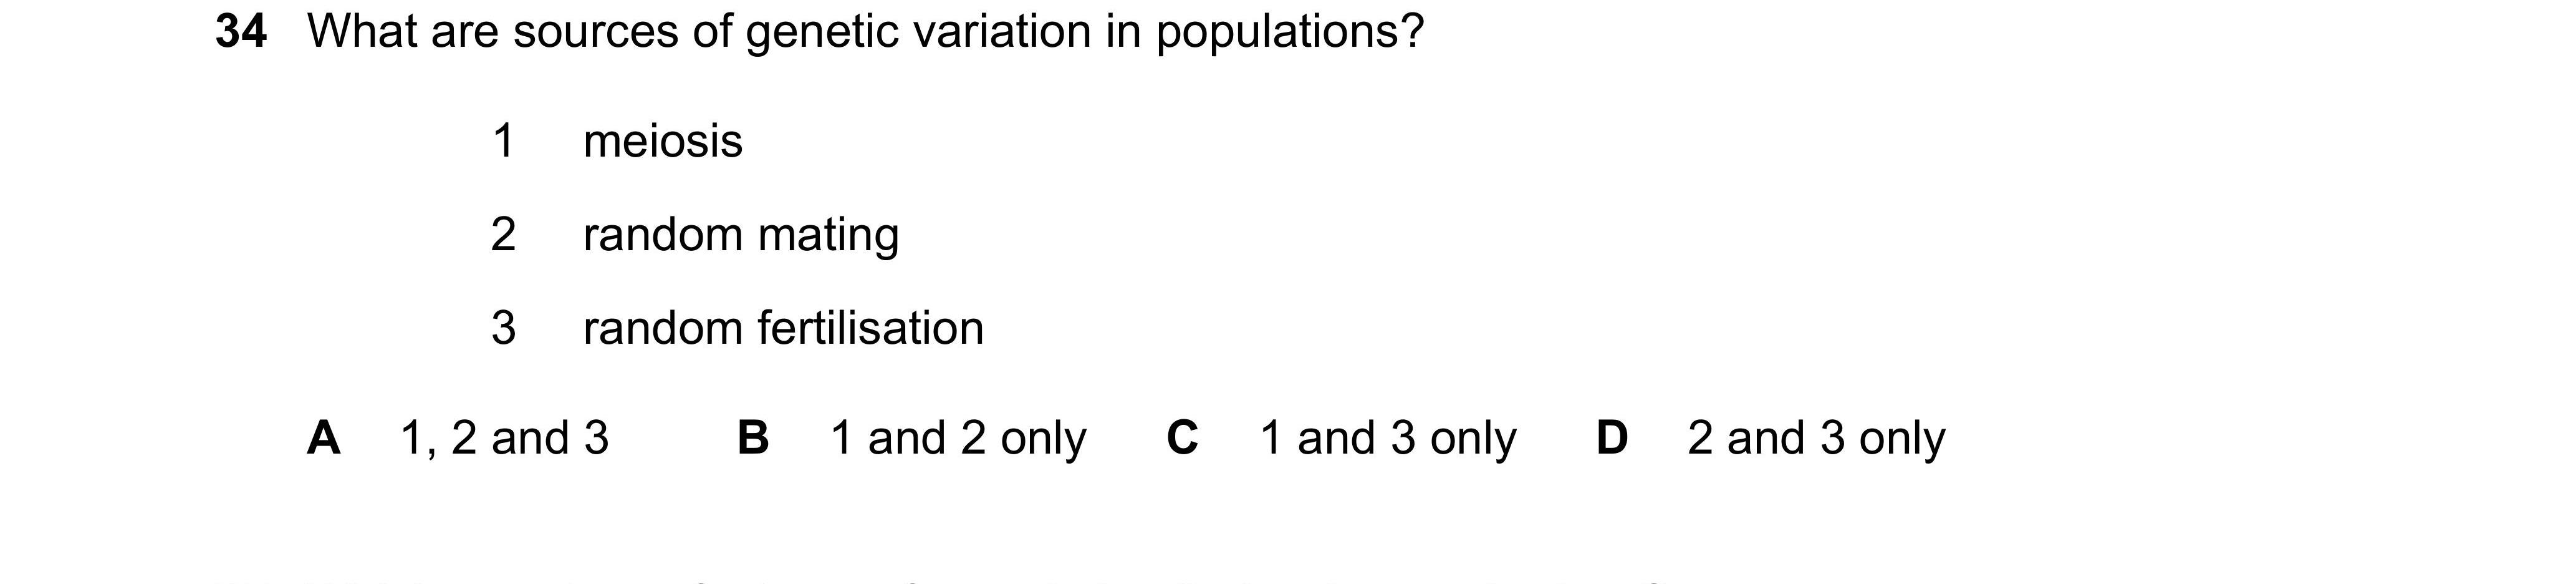 34 What are sources of genetic variation in populations?
1 meiosis
2 random mating
3 random fertilisation
A 1, 2 and 3 B 1 and 2 only C 1 and 3 only D 2 and 3 only